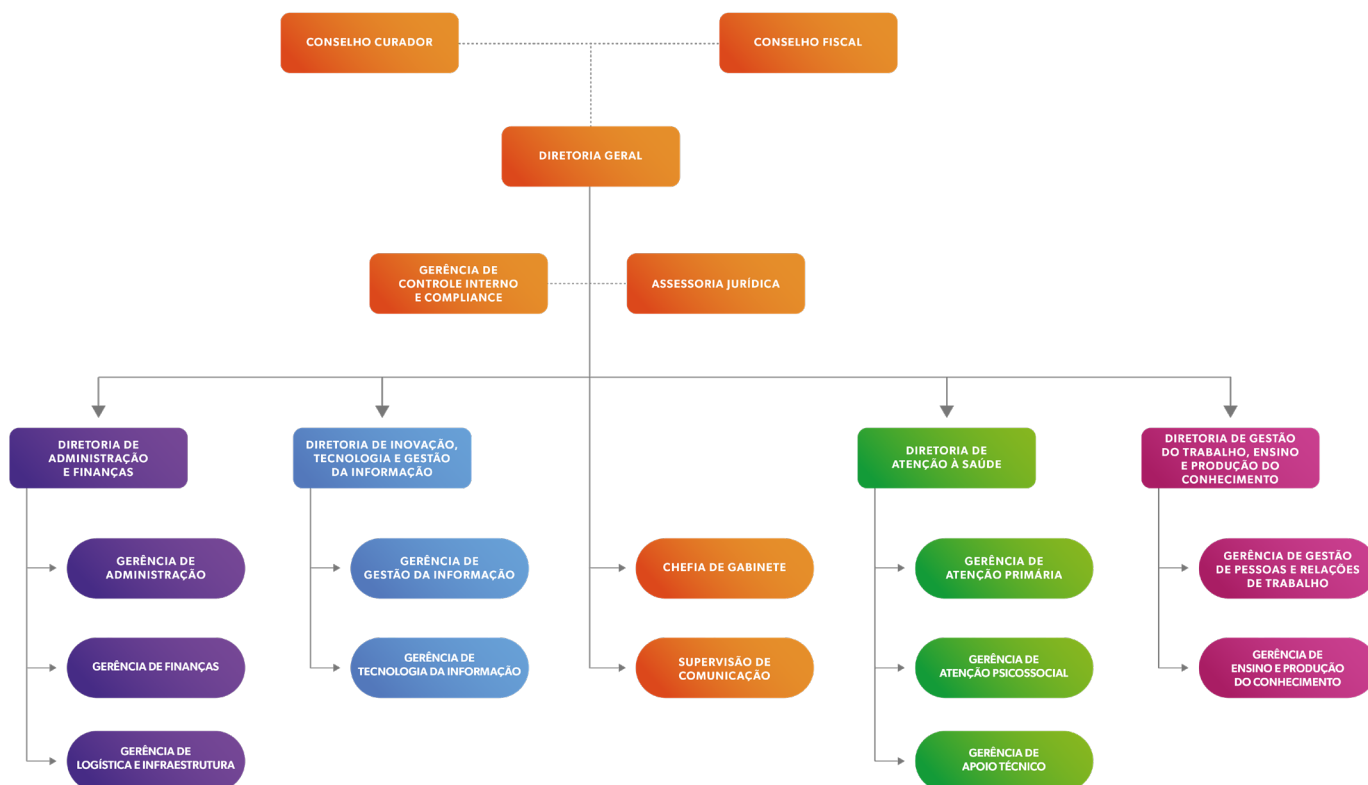 CONSELHO CURADOR
CONSELHO FISCAL
DIRETORIA GERAL
GERÊNCIA DE
CONTROLE INTERNO
E COMPLIANCE
ASSESSORIA JURÍDICA
DIRETORIA DE
ADMINISTRAÇÃO
E FINANÇAS
DIRETORIA DE INOVAÇÃO,
TECNOLOGIA E GESTÃO
DA INFORMAÇÃO
DIRETORIA DE
ATENÇÃO À SAÚDE
DIRETORIA DE GESTÃO
DO TRABALHO, ENSINO
E PRODUÇÃO DO
CONHECIMENTO
GERÊNCIA DE
ADMINISTRAÇÃO
GERÊNCIA DE
GESTÃO DA INFORMAÇÃO
CHEFIA DE GABINETE
GERÊNCIA DE
ATENÇÃO PRIMÁRIA
GERÊNCIA DE GESTÃO
DE PESSOAS E RELAÇÕES
DE TRABALHO
GERÊNCIA DE FINANÇAS
GERÊNCIA DE
TECNOLOGIA DA INFORMAÇÃO
SUPERVISÃO DE
COMUNICAÇÃO
GERÊNCIA DE
ATENÇÃO PSICOSSOCIAL
GERÊNCIA DE
ENSINO E PRODUÇÃO
DO CONHECIMENTO
GERÊNCIA DE
LOGÍSTICA E INFRAESTRUTURA
GERÊNCIA DE
APOIO TÉCNICO